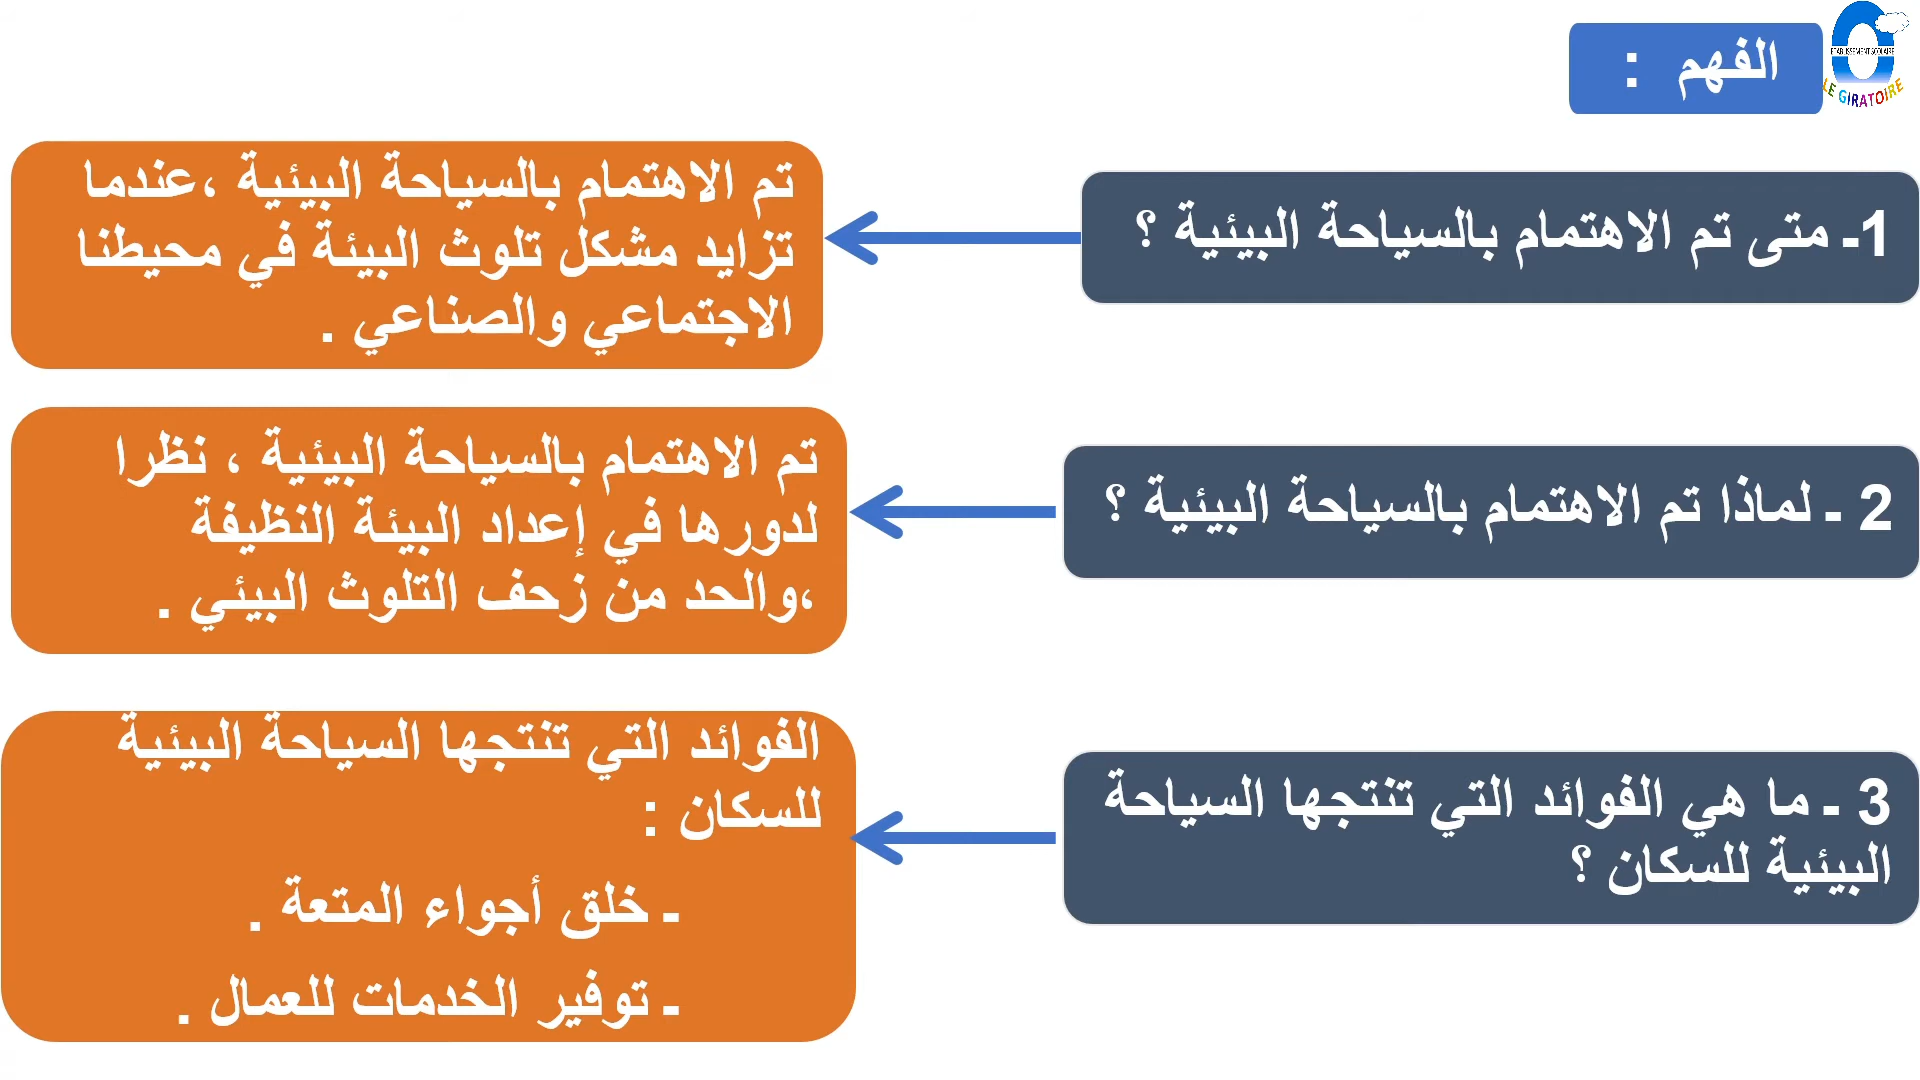 الفهم :
ETABLISSEMENT SCOLAIRE
LE GIRATOIRE
1ـ متى تم الاهتمام بالسياحة البيئية ؟
تم الاهتمام بالسياحة البيئية ،عندما
تزايد مشكل تلوث البيئة في محيطنا
الاجتماعي والصناعي .
2 ـ لماذا تم الاهتمام بالسياحة البيئية ؟
تم الاهتمام بالسياحة البيئية ، نظرا
لدورها في إعداد البيئة النظيفة
،والحد من زحف التلوث البيئي .
3 ـ ما هي الفوائد التي تنتجها السياحة
البيئية للسكان ؟
الفوائد التي تنتجها السياحة البيئية
للسكان :
ـ خلق أجواء المتعة .
ـ توفير الخدمات للعمال .